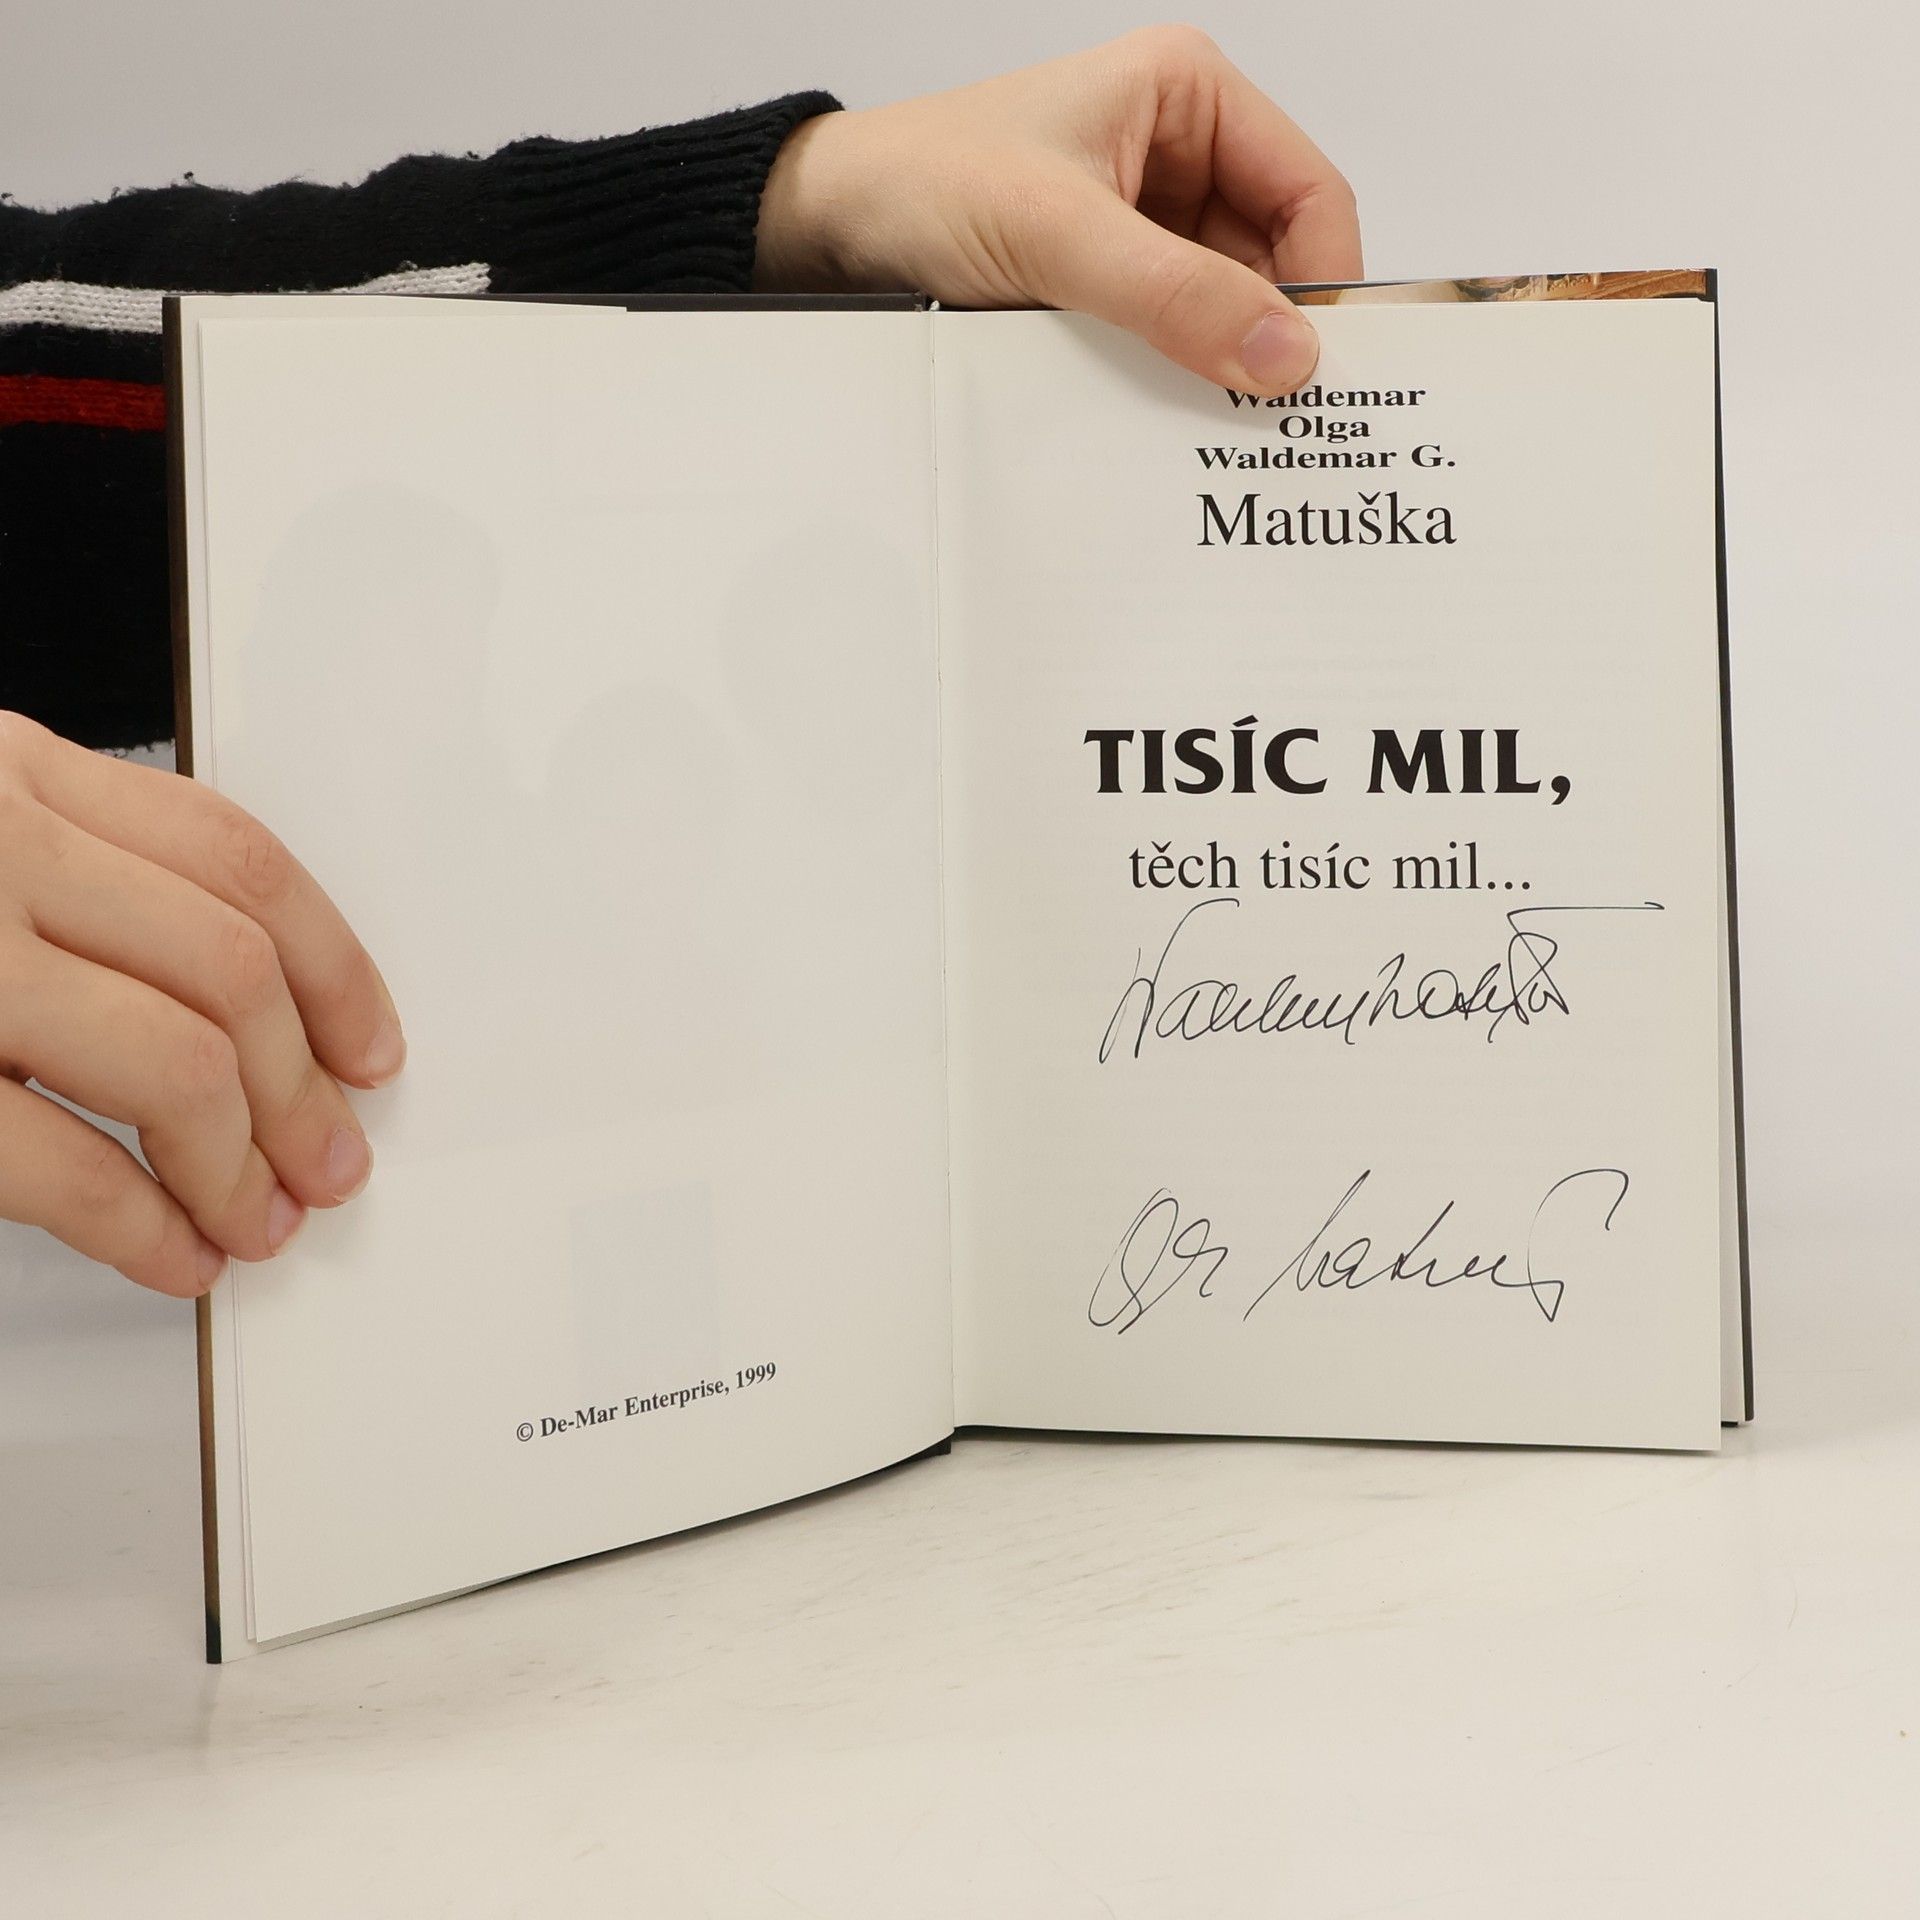 © De-Mar Enterprise, 1999
Waldemar
Olga
Waldemar G.
Matuška
TISÍC MIL,
těch tisíc mil...